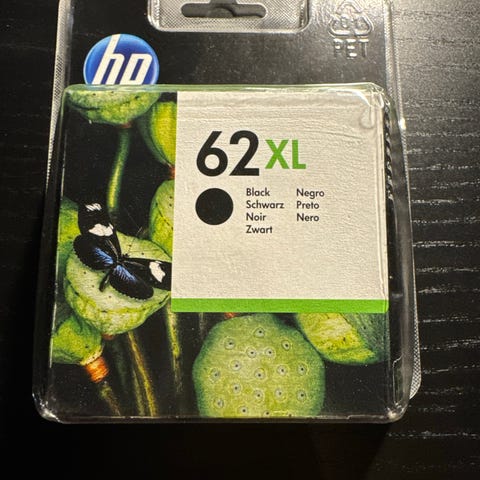 hp
PET
62XL
Black Negro
Schwarz Preto
Noir Nero
Zwart